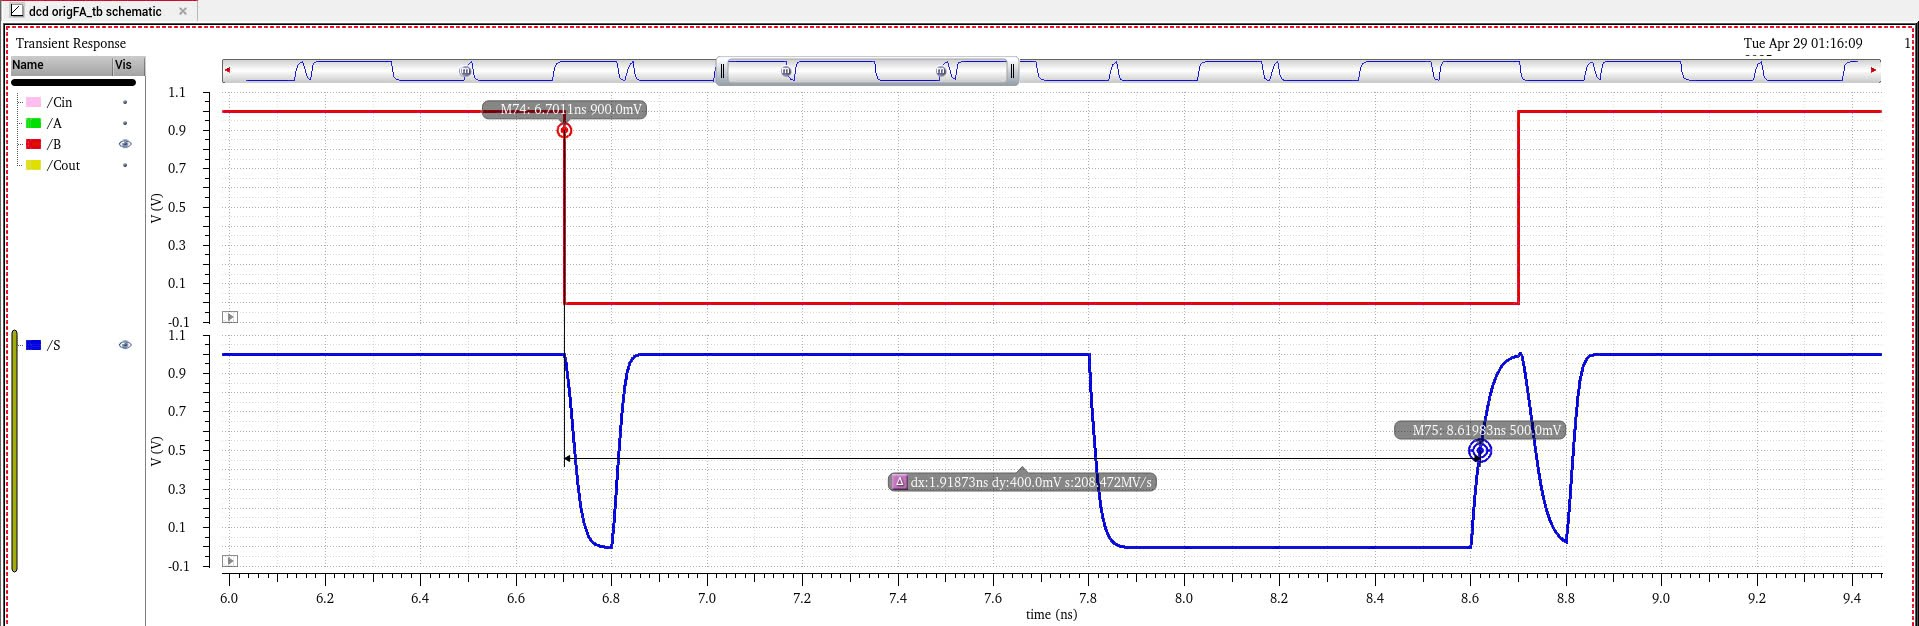 dcd origFA_tb schematic
Transient Response
Tue Apr 29 01:16:09
1
Name Vis
/Cin
/A
/B
/Cout
/S
M74: 6.7011ns 900.0mV
1.1
0.9
0.7
0.5
0.3
0.1
-0.1
V (V)
1.1
0.9
0.7
0.5
0.3
0.1
-0.1
V (V)
M75: 8.61983ns 500.0mV
Δ dx:1.91873ns dy:400.0mV s:208.472MV/s
6.0 6.2 6.4 6.6 6.8 7.0 7.2 7.4 7.6 7.8 8.0 8.2 8.4 8.6 8.8 9.0 9.2 9.4
time (ns)